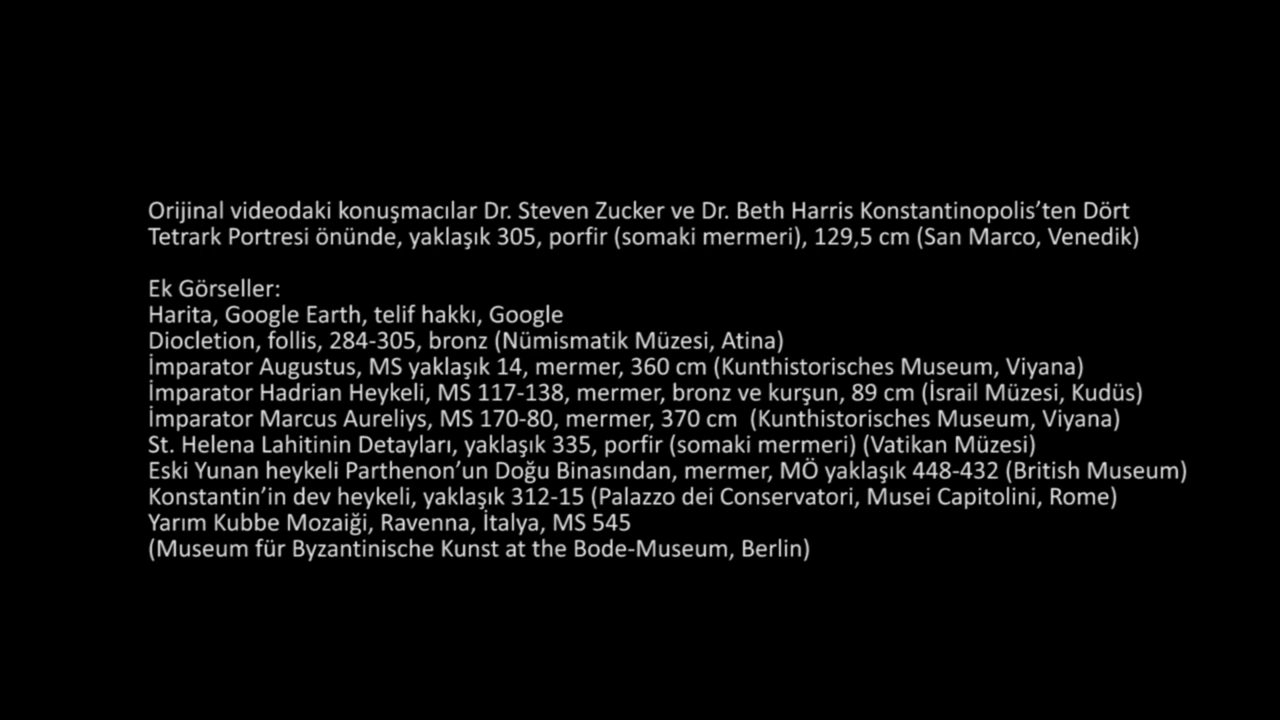 Orijinal videodaki konuşmacılar Dr. Steven Zucker ve Dr. Beth Harris Konstantinopolis’ten Dört
Tetrark Portresi önünde, yaklaşık 305, porfir (somaki mermeri), 129,5 cm (San Marco, Venedik)
Ek Görseller:
Harita, Google Earth, telif hakkı, Google
Diocletion, follis, 284-305, bronz (Nümismatik Müzesi, Atina)
İmparator Augustus, MS yaklaşık 14, mermer, 360 cm (Kunthistorisches Museum, Viyana)
İmparator Hadrian Heykeli, MS 117-138, mermer, bronz ve kurşun, 89 cm (İsrail Müzesi, Kudüs)
İmparator Marcus Aureliys, MS 170-80, mermer, 370 cm  (Kunthistorisches Museum, Viyana)
St. Helena Lahitinin Detayları, yaklaşık 335, porfir (somaki mermeri) (Vatikan Müzesi)
Eski Yunan heykeli Parthenon’un Doğu Binasından, mermer, MÖ yaklaşık 448-432 (British Museum)
Konstantin’in dev heykeli, yaklaşık 312-15 (Palazzo dei Conservatori, Musei Capitolini, Rome)
Yarım Kubbe Mozaiği, Ravenna, İtalya, MS 545
(Museum für Byzantinische Kunst at the Bode-Museum, Berlin)